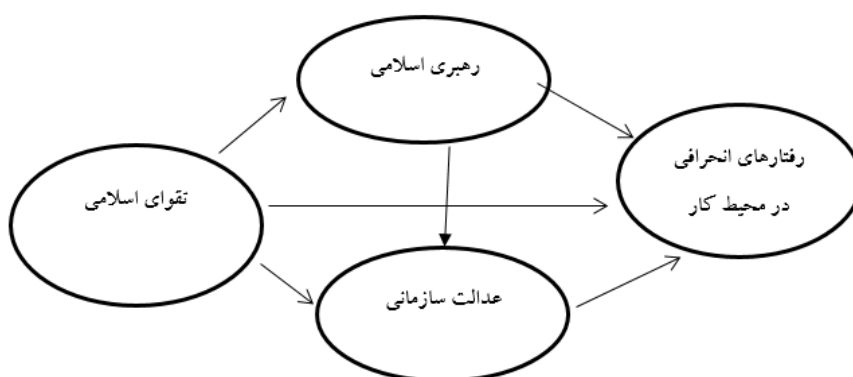 رهبری اسلامی
رفتارهای انحرافی
در محیط کار
تقوای اسلامی
عدالت سازمانی